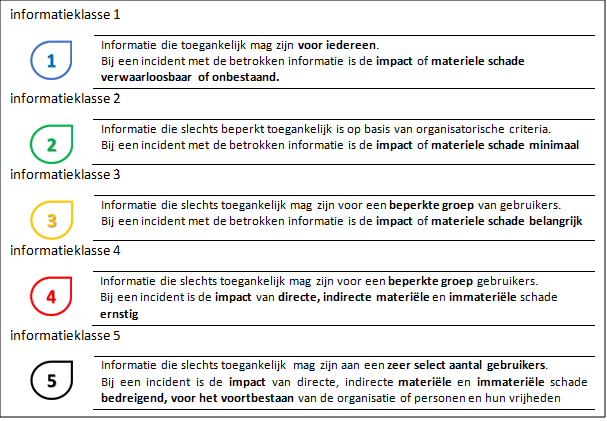 informatieklasse 1
1
Informatie die toegankelijk mag zijn voor iedereen.
Bij een incident met de betrokken informatie is de impact of materiele schade
verwaarloosbaar of onbestaand.
informatieklasse 2
2
Informatie die slechts beperkt toegankelijk is op basis van organisatorische criteria.
Bij een incident met de betrokken informatie is de impact of materiele schade minimaal
informatieklasse 3
3
Informatie die slechts toegankelijk mag zijn voor een beperkte groep van gebruikers.
Bij een incident met de betrokken informatie is de impact of materiele schade belangrijk
informatieklasse 4
4
Informatie die slechts toegankelijk mag zijn voor een beperkte groep gebruikers.
Bij een incident is de impact van directe, indirecte materiële en immateriële schade
ernstig
informatieklasse 5
5
Informatie die slechts toegankelijk mag zijn aan een zeer select aantal gebruikers.
Bij een incident is de impact van directe, indirecte materiële en immateriële schade
bedreigend, voor het voortbestaan van de organisatie of personen en hun vrijheden